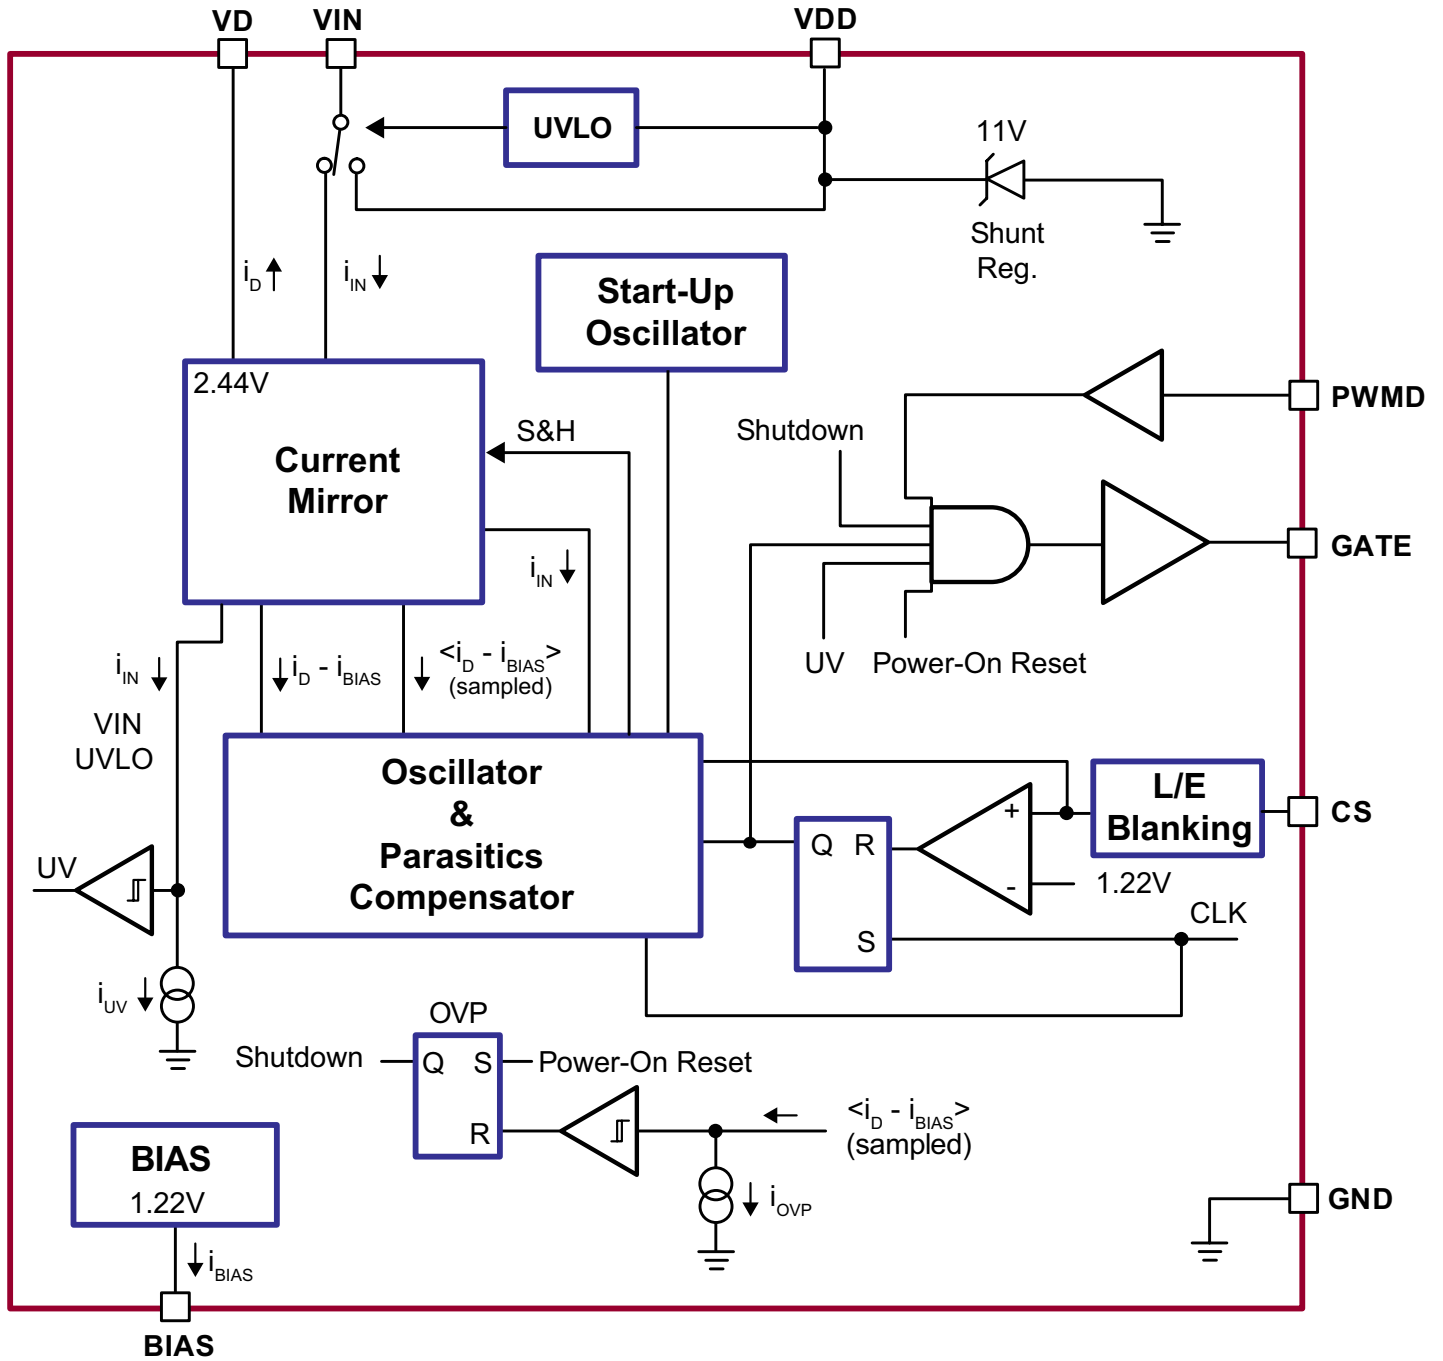 VD
VIN
VDD
UVLO
11V
Shunt
Reg.
iD
iIN
Start-Up
Oscillator
2.44V
Current
Mirror
S&H
iIN
Shutdown
PWMD
GATE
UV
Power-On Reset
iIN
iD - iBIAS
<iD - iBIAS>
(sampled)
VIN
UVLO
Oscillator
&
Parasitics
Compensator
L/E
Blanking
CS
+
-
Q
R
S
1.22V
CLK
UV
iUV
OVP
Shutdown
Q
S
R
Power-On Reset
<iD - iBIAS>
(sampled)
iOVP
BIAS
1.22V
iBIAS
GND
BIAS